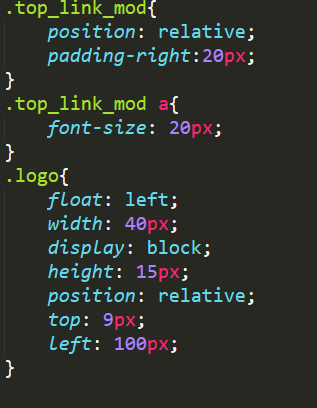 .top_link_mod{
    position: relative;
    padding-right:20px;
}
.top_link_mod a{
    font-size: 20px;
}
.logo{
    float: left;
    width: 40px;
    display: block;
    height: 15px;
    position: relative;
    top: 9px;
    left: 100px;
}